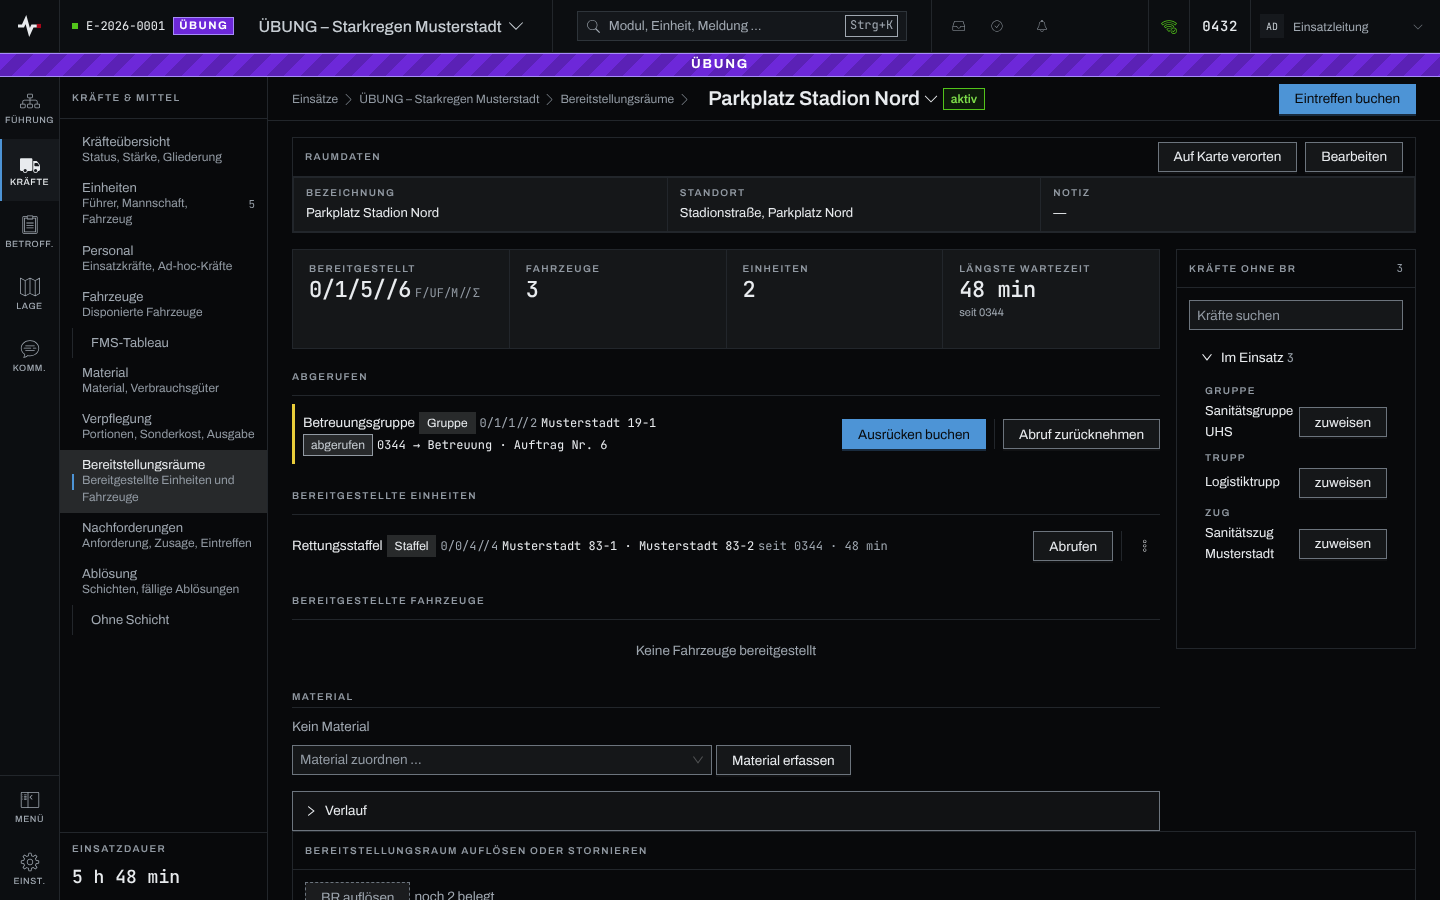 E-2026-0001 ÜBUNG ÜBUNG – Starkregen Musterstadt
Modul, Einheit, Meldung ... Strg+K
0432
AD Einsatzleitung
ÜBUNG
FÜHRUNG
KRÄFTE
BETROFF.
LAGE
KOMM.
MENÜ
EINST.
KRÄFTE & MITTEL
Kräfteübersicht
Status, Stärke, Gliederung
Einheiten
Führer, Mannschaft,
Fahrzeug
5
Personal
Einsatzkräfte, Ad-hoc-Kräfte
Fahrzeuge
Disponierte Fahrzeuge
FMS-Tableau
Material
Material, Verbrauchsgüter
Verpflegung
Portionen, Sonderkost, Ausgabe
Bereitstellungsräume
Bereitgestellte Einheiten und
Fahrzeuge
Nachforderungen
Anforderung, Zusage, Eintreffen
Ablösung
Schichten, fällige Ablösungen
Ohne Schicht
EINSATZDAUER
5 h 48 min
Einsätze ÜBUNG – Starkregen Musterstadt Bereitstellungsräume Parkplatz Stadion Nord aktiv
Eintreffen buchen
RAUMDATEN
Auf Karte verorten Bearbeiten
BEZEICHNUNG
Parkplatz Stadion Nord
STANDORT
Stadionstraße, Parkplatz Nord
NOTIZ
—
BEREITGESTELLT
0/1/5//6 F/UF/M//Σ
FAHRZEUGE
3
EINHEITEN
2
LÄNGSTE WARTEZEIT
48 min
seit 0344
ABGERUFEN
Betreuungsgruppe Gruppe 0/1/1//2 Musterstadt 19-1
abgerufen 0344 → Betreuung · Auftrag Nr. 6
Ausrücken buchen Abruf zurücknehmen
BEREITGESTELLTE EINHEITEN
Rettungsstaffel Staffel 0/0/4//4 Musterstadt 83-1 · Musterstadt 83-2 seit 0344 · 48 min
Abrufen
BEREITGESTELLTE FAHRZEUGE
Keine Fahrzeuge bereitgestellt
MATERIAL
Kein Material
Material zuordnen ... Material erfassen
Verlauf
BEREITSTELLUNGSRAUM AUFLÖSEN ODER STORNIEREN
BR auflösen noch 2 belegt
KRÄFTE OHNE BR 3
Kräfte suchen
Im Einsatz 3
GRUPPE
Sanitätsgruppe
UHS
zuweisen
TRUPP
Logistiktrupp zuweisen
ZUG
Sanitätszug
Musterstadt
zuweisen